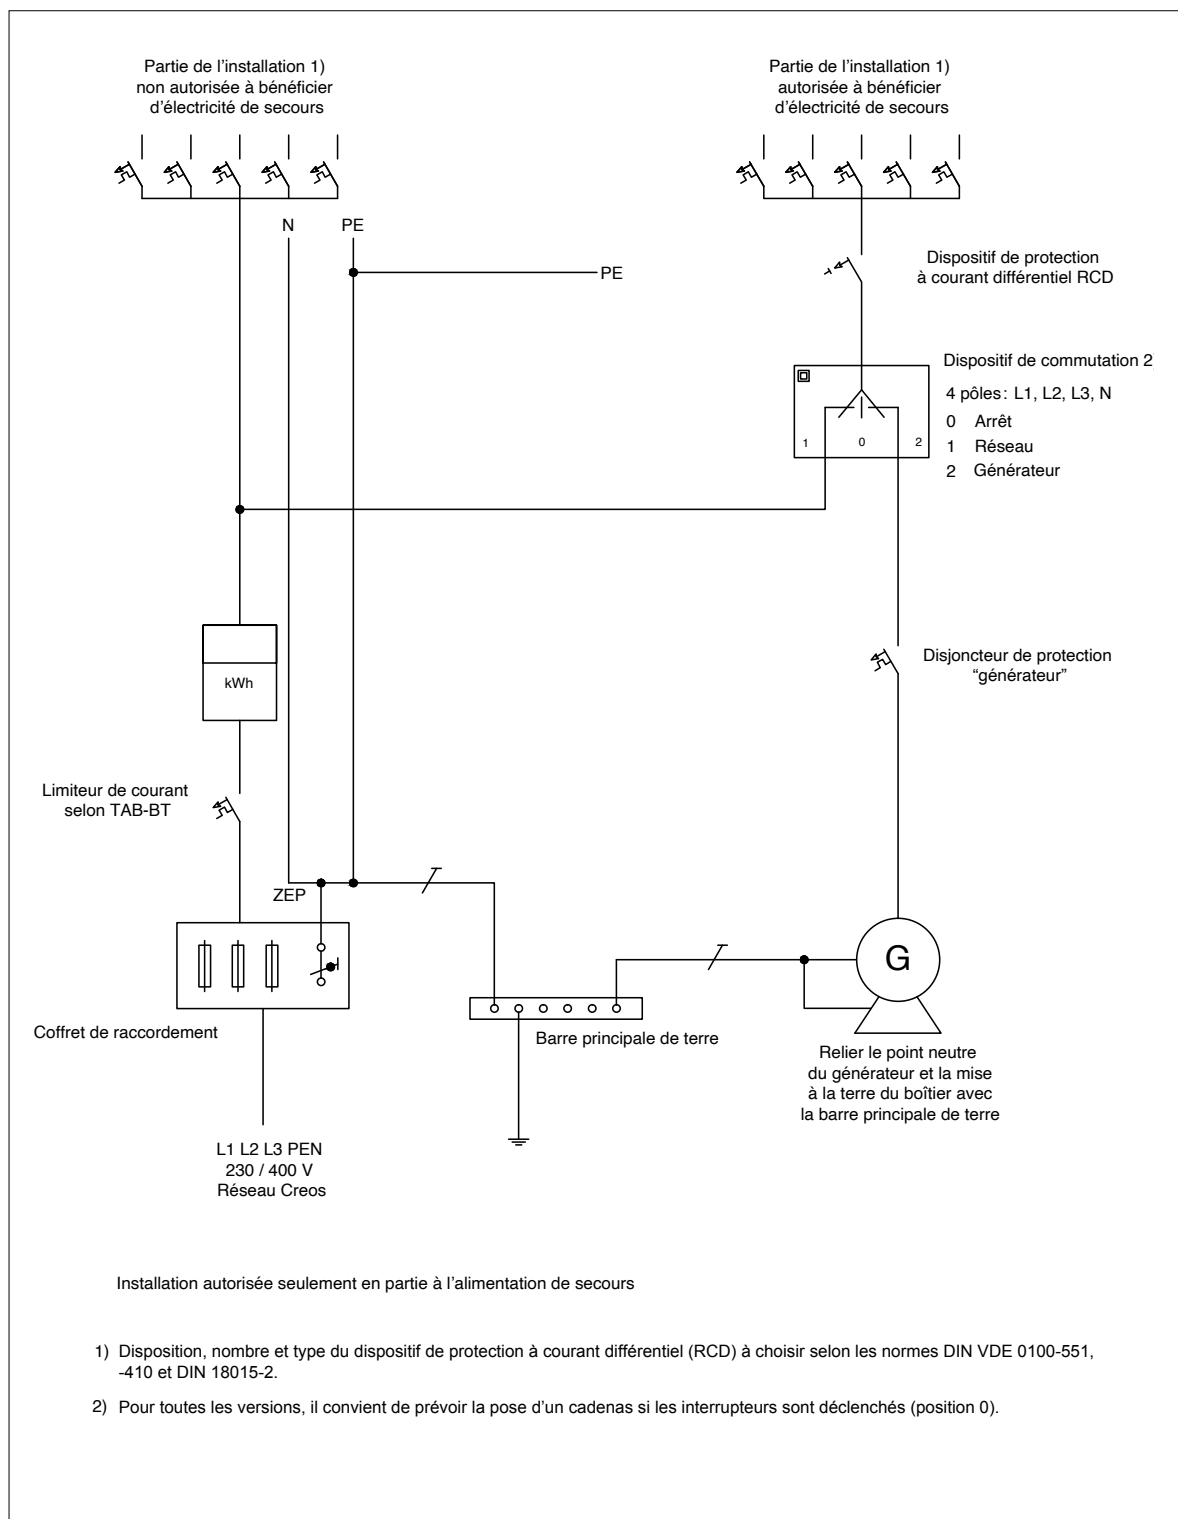 Partie de l'installation 1)
non autorisée à bénéficier
d'électricité de secours
Partie de l'installation 1)
autorisée à bénéficier
d'électricité de secours
N
PE
PE
Dispositif de protection
à courant différentiel RCD
Dispositif de commutation 2
4 pôles: L1, L2, L3, N
0 Arrêt
1 Réseau
2 Générateur
1
0
2
kWh
Disjoncteur de protection
“générateur”
Limiteur de courant
selon TAB-BT
ZEP
G
Coffret de raccordement
Barre principale de terre
Relier le point neutre
du générateur et la mise
à la terre du boîtier avec
la barre principale de terre
L1 L2 L3 PEN
230 / 400 V
Réseau Creos
Installation autorisée seulement en partie à l'alimentation de secours
1) Disposition, nombre et type du dispositif de protection à courant différentiel (RCD) à choisir selon les normes DIN VDE 0100-551,
-410 et DIN 18015-2.
2) Pour toutes les versions, il convient de prévoir la pose d'un cadenas si les interrupteurs sont déclenchés (position 0).